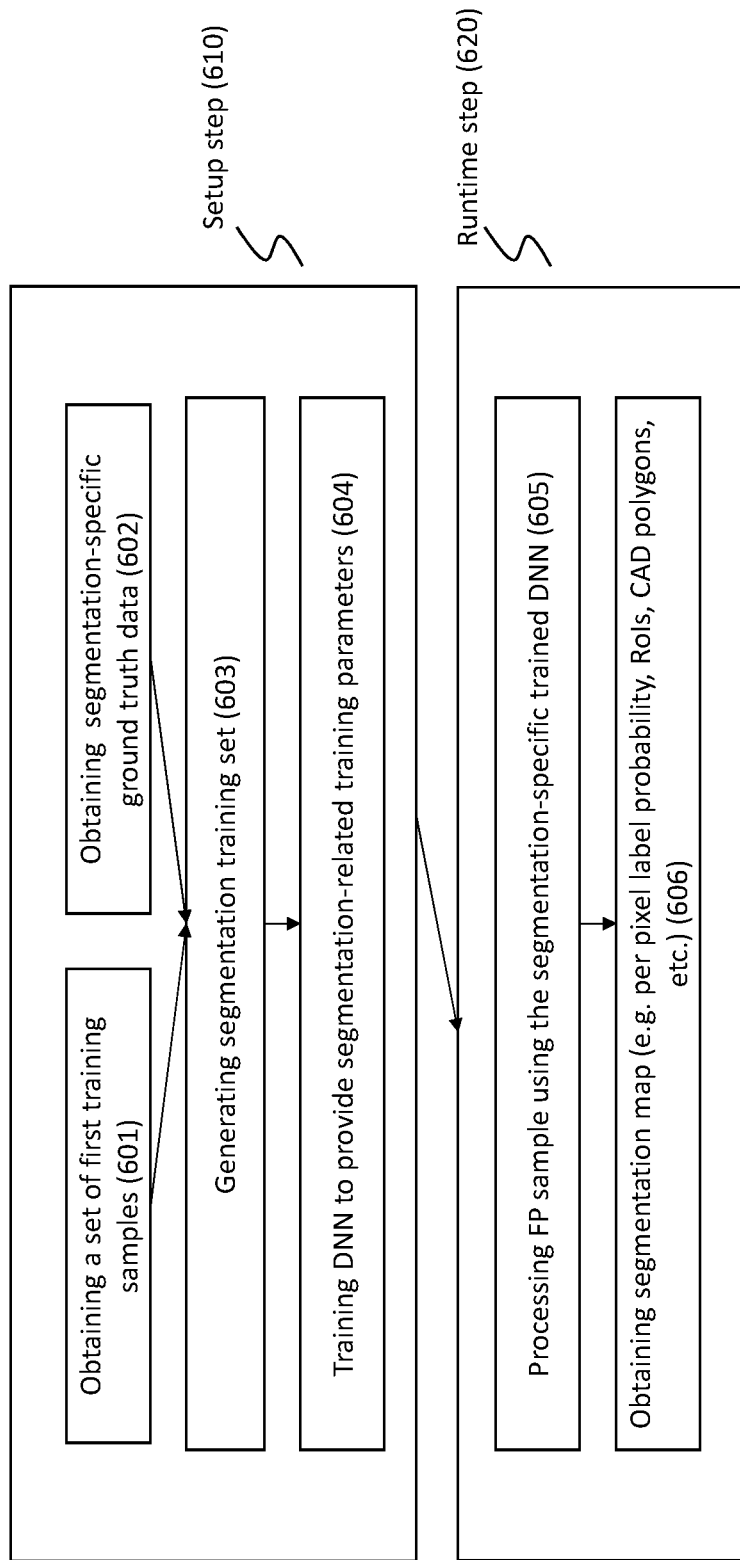 Setup step (610)
Obtaining a set of first training
samples (601)
Obtaining segmentation-specific
ground truth data (602)
Generating segmentation training set (603)
Training DNN to provide segmentation-related training parameters (604)
Runtime step (620)
Processing FP sample using the segmentation-specific trained DNN (605)
Obtaining segmentation map (e.g. per pixel label probability, RoIs, CAD polygons,
etc.) (606)